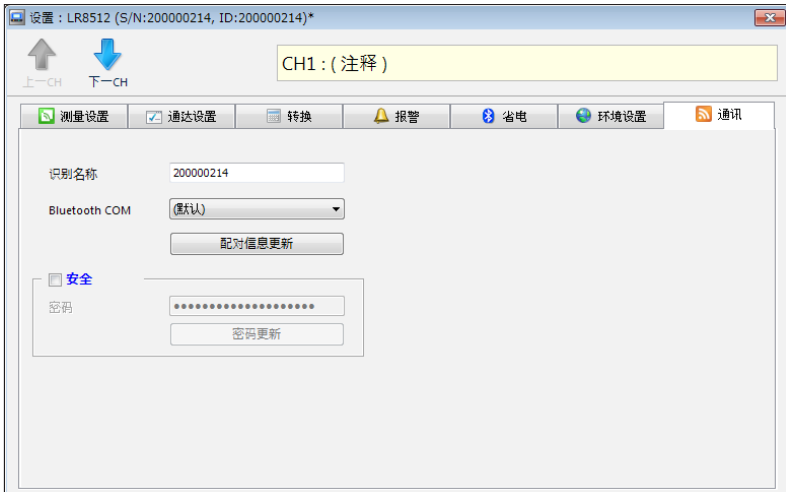 设置 : LR8512 (S/N:200000214, ID:200000214)*
上一CH 下一CH
CH1 : ( 注释 )
测量设置 通达设置 转换 报警 省电 环境设置 通讯
识别名称 200000214
Bluetooth COM (默认)
配对信息更新
安全
密码 ••••••••••••••••••••
密码更新